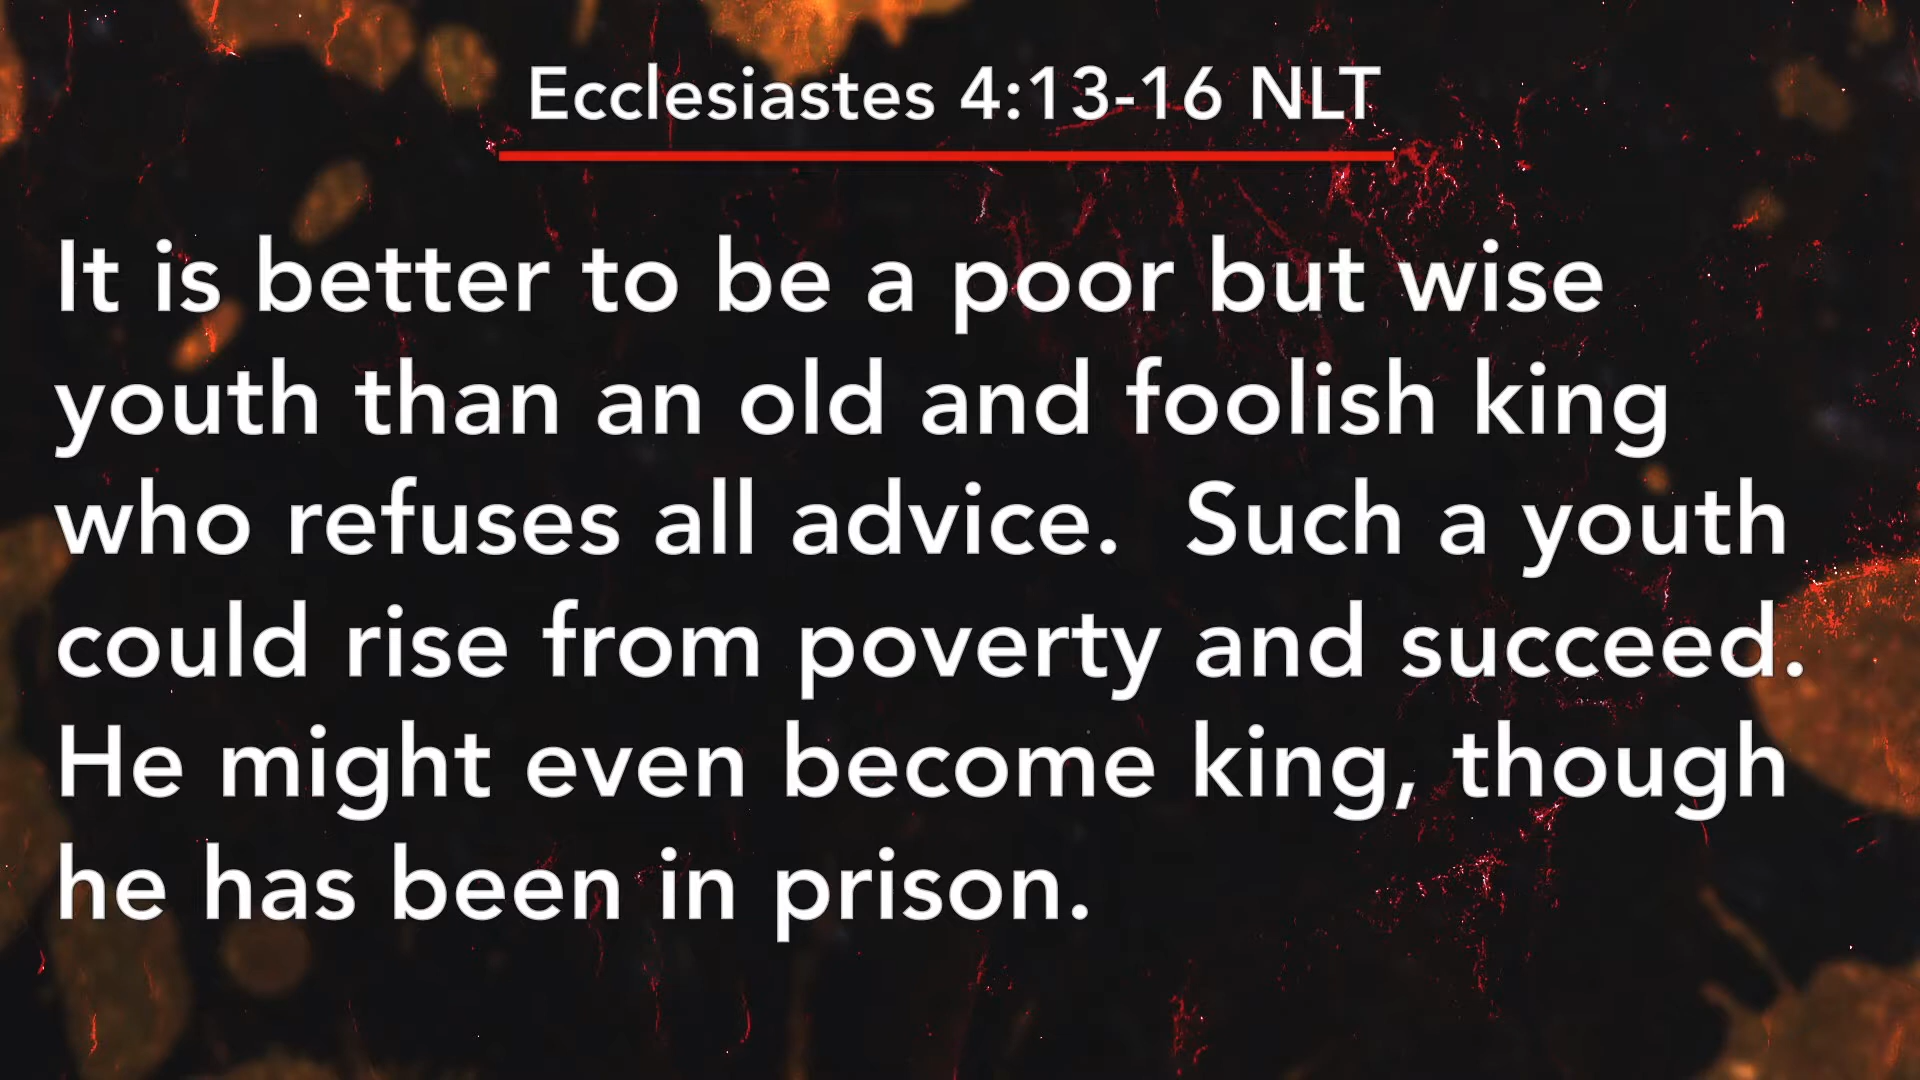 Ecclesiastes 4:13-16 NLT
It is better to be a poor but wise
youth than an old and foolish king
who refuses all advice.  Such a youth
could rise from poverty and succeed.
He might even become king, though
he has been in prison.